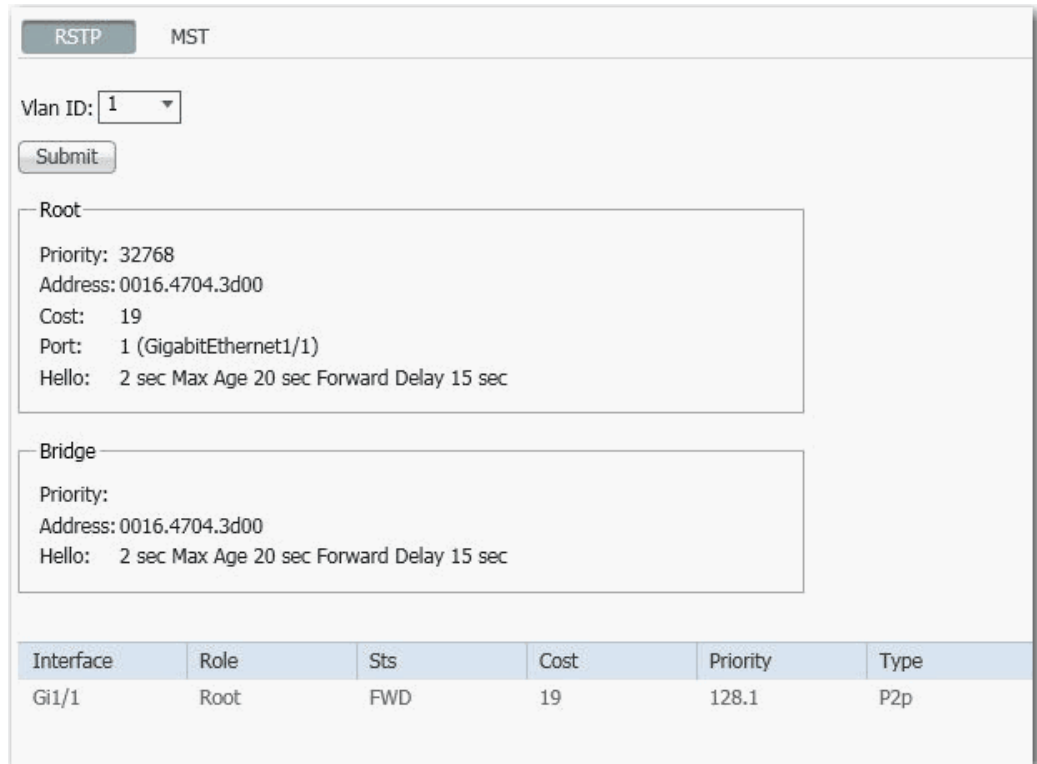 RSTP MST
Vlan ID: 1
Submit
Root
Priority: 32768
Address: 0016.4704.3d00
Cost: 19
Port: 1 (GigabitEthernet1/1)
Hello: 2 sec Max Age 20 sec Forward Delay 15 sec
Bridge
Priority:
Address: 0016.4704.3d00
Hello: 2 sec Max Age 20 sec Forward Delay 15 sec
Interface Role Sts Cost Priority Type
Gi1/1 Root FWD 19 128.1 P2p